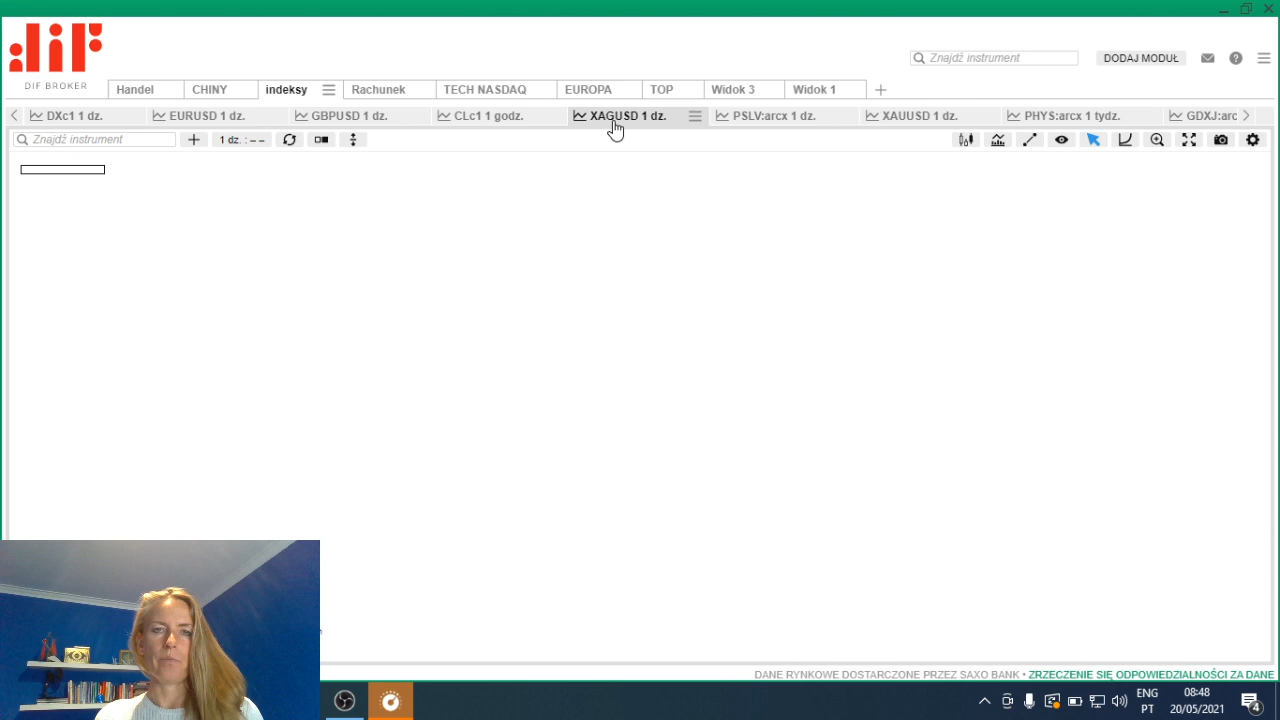 dif
DIF BROKER
Znajdź instrument
DODAJ MODUŁ
Handel
CHINY
indeksy
Rachunek
TECH NASDAQ
EUROPA
TOP
Widok 3
Widok 1
DXc1 1 dz.
EURUSD 1 dz.
GBPUSD 1 dz.
CLc1 1 godz.
XAGUSD 1 dz.
PSLV:arcx 1 dz.
XAUUSD 1 dz.
PHYS:arcx 1 tydz.
GDXJ:arc
Znajdź instrument
1 dz. : – –
DANE RYNKOWE DOSTARCZONE PRZEZ SAXO BANK • ZRZECZENIE SIĘ ODPOWIEDZIALNOŚCI ZA DANE
ENG
PT
08:48
20/05/2021
4